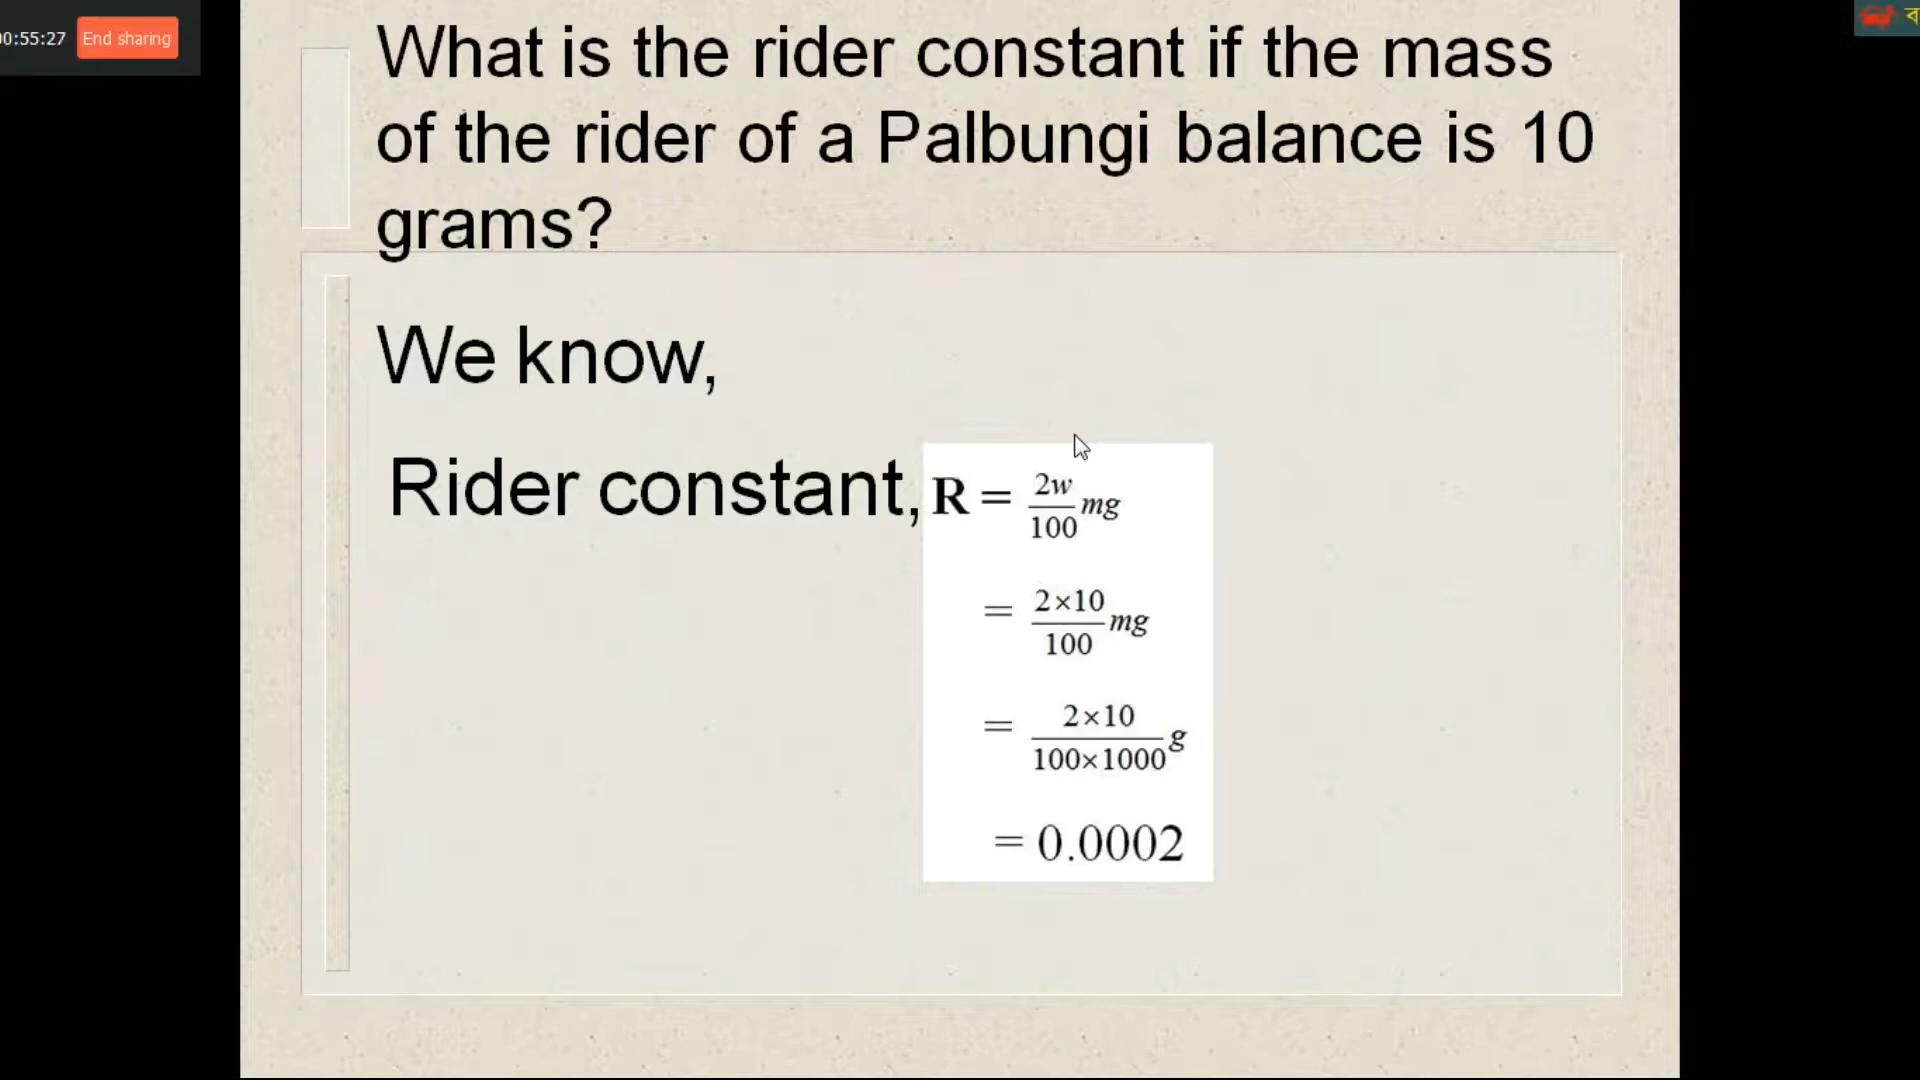 0:55:27 End sharing
ব
What is the rider constant if the mass
of the rider of a Palbungi balance is 10
grams?
We know,
Rider constant, R = 2w/100 mg
= 2×10/100 mg
= 2×10/100×1000 g
= 0.0002